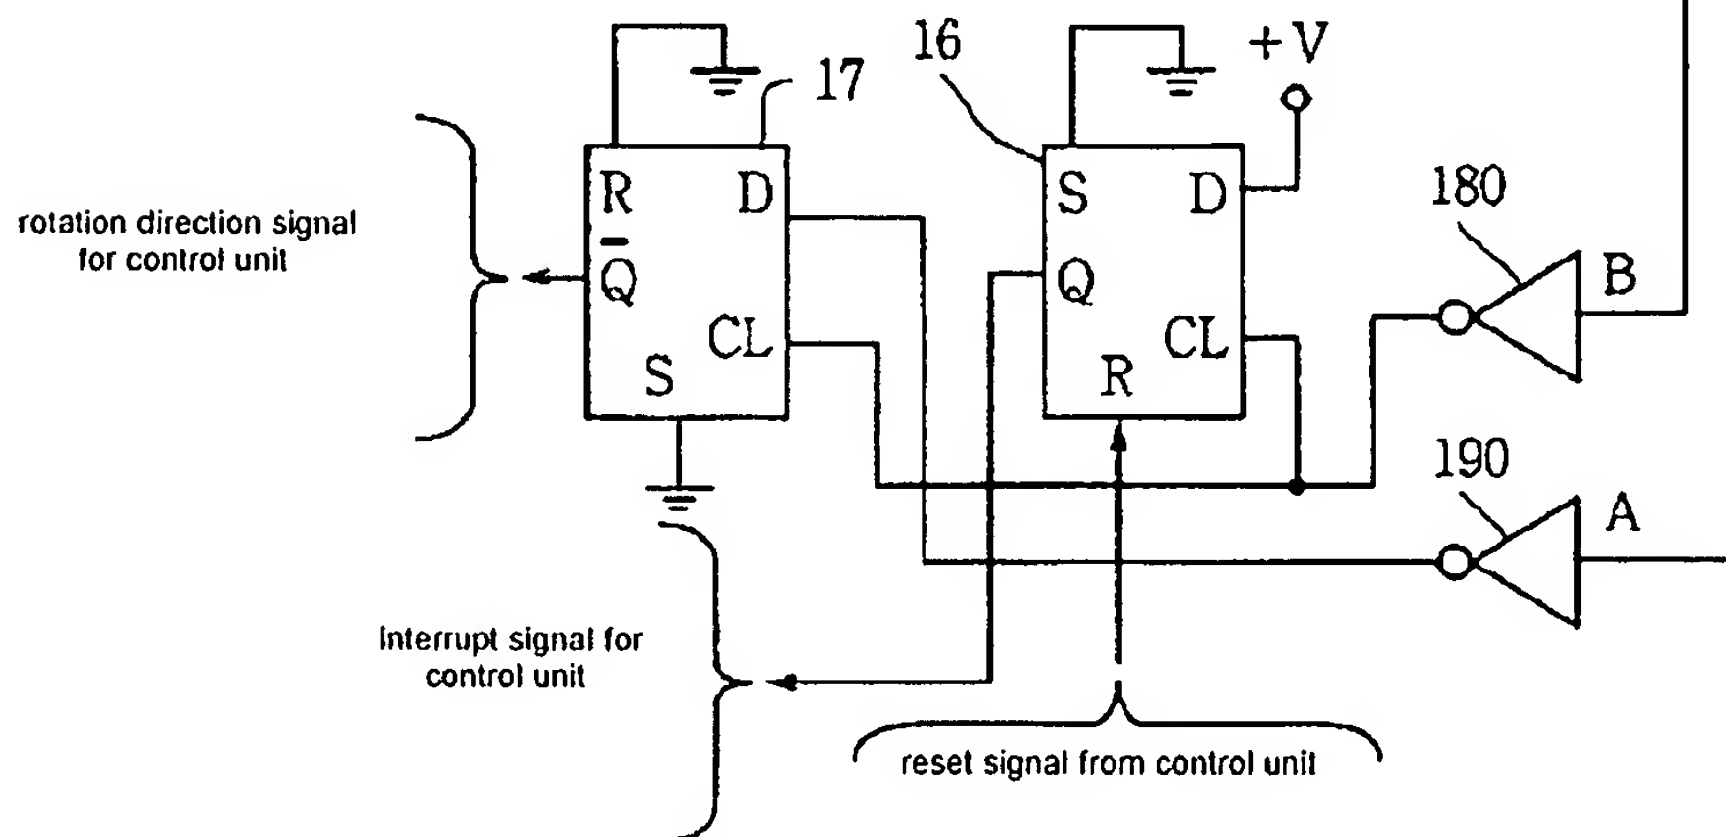 16
+V
17
R
D
Q̅
CL
S
S
D
Q
CL
R
180
B
190
A
rotation direction signal
for control unit
Interrupt signal for
control unit
reset signal from control unit